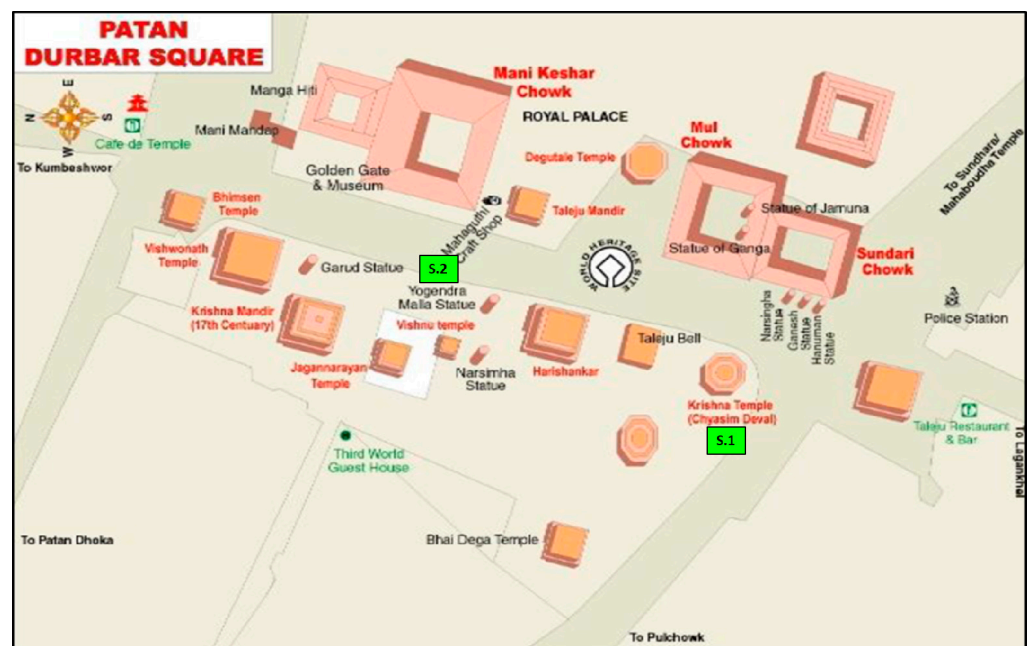 PATAN
DURBAR SQUARE
E
N
S
W
Cafe de Temple
To Kumbeshwor
Manga Hiti
Mani Mandap
Golden Gate
& Museum
Mani Keshar
Chowk
ROYAL PALACE
Degutale Temple
Mul
Chowk
To Sundhara/
Mahaboudha Temple
Bhimsen
Temple
Vishwonath
Temple
Mahaguthi/
Craft Shop
Taleju Mandir
Statue of Jamuna
Statue of Ganga
Sundari
Chowk
Garud Statue
S.2
WORLD HERITAGE SITE
Krishna Mandir
(17th Centuary)
Yogendra
Malla Statue
Vishnu temple
Narsingha
Statue
Ganesh
Statue
Hanuman
Statue
Police Station
Jagannarayan
Temple
Narsimha
Statue
Harishankar
Taleju Bell
Krishna Temple
(Chyasim Deval)
S.1
Taleju Restaurant
& Bar
To Lagankhel
Third World
Guest House
Bhai Dega Temple
To Patan Dhoka
To Pulchowk